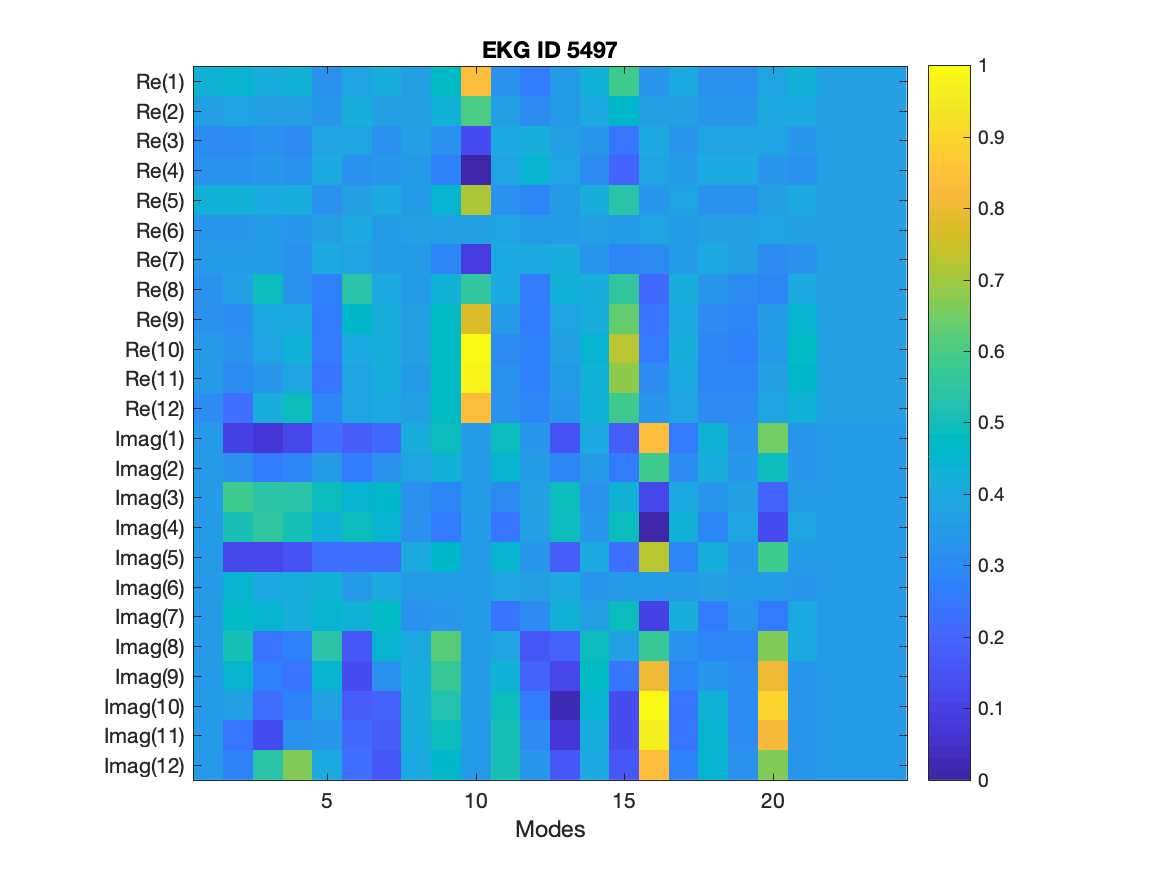 EKG ID 5497
Re(1)
Re(2)
Re(3)
Re(4)
Re(5)
Re(6)
Re(7)
Re(8)
Re(9)
Re(10)
Re(11)
Re(12)
Imag(1)
Imag(2)
Imag(3)
Imag(4)
Imag(5)
Imag(6)
Imag(7)
Imag(8)
Imag(9)
Imag(10)
Imag(11)
Imag(12)
5 10 15 20
Modes
1
0.9
0.8
0.7
0.6
0.5
0.4
0.3
0.2
0.1
0